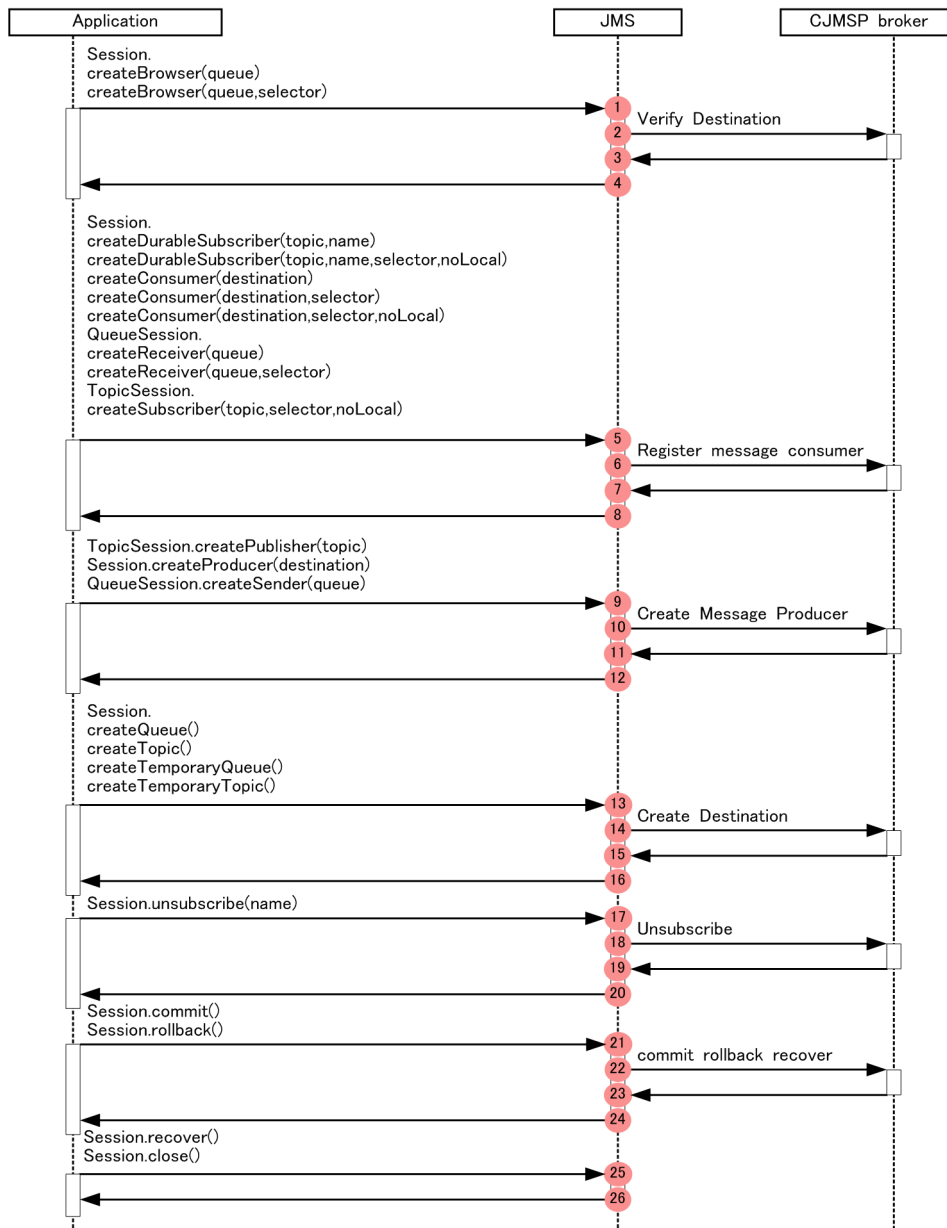 Application
JMS
CJMSP broker
Session.
createBrowser(queue)
createBrowser(queue,selector)
1
Verify Destination
2
3
4
Session.
createDurableSubscriber(topic,name)
createDurableSubscriber(topic,name,selector,noLocal)
createConsumer(destination)
createConsumer(destination,selector)
createConsumer(destination,selector,noLocal)
QueueSession.
createReceiver(queue)
createReceiver(queue,selector)
TopicSession.
createSubscriber(topic,selector,noLocal)
5
Register message consumer
6
7
8
TopicSession.createPublisher(topic)
Session.createProducer(destination)
QueueSession.createSender(queue)
9
Create Message Producer
10
11
12
Session.
createQueue()
createTopic()
createTemporaryQueue()
createTemporaryTopic()
13
Create Destination
14
15
16
Session.unsubscribe(name)
17
Unsubscribe
18
19
20
Session.commit()
Session.rollback()
21
commit rollback recover
22
23
24
Session.recover()
Session.close()
25
26